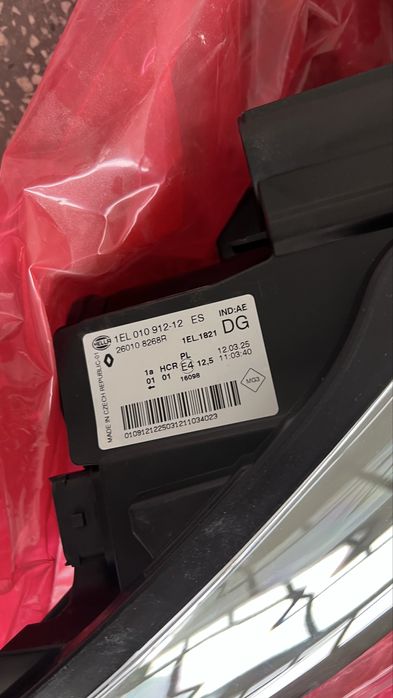 HELLA
1EL 010 912-12 ES
IND:AE
26010 8268R
1EL.1821
DG
MADE IN CZECH REPUBLIC-01
1a HCR PL
01 01 E4 12,5
16098
12.03.25
11:03:40
MG3
0109121225031211034023